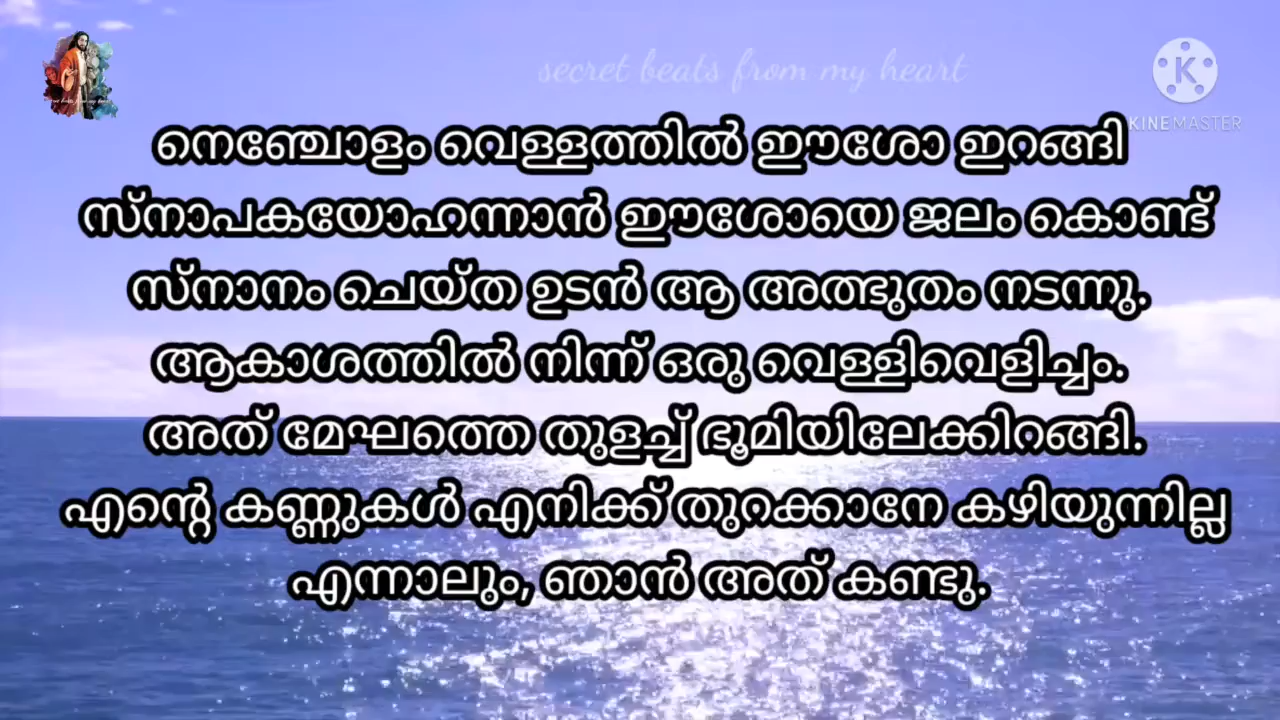 secret beats from my heart
KINEMASTER
നെഞ്ചോളം വെള്ളത്തിൽ ഈശോ ഇറങ്ങി
സ്നാപകയോഹന്നാൻ ഈശോയെ ജലം കൊണ്ട്
സ്നാനം ചെയ്ത ഉടൻ ആ അത്ഭുതം നടന്നു.
ആകാശത്തിൽ നിന്ന് ഒരു വെള്ളിവെളിച്ചം.
അത് മേഘത്തെ തുളച്ച് ഭൂമിയിലേക്കിറങ്ങി.
എന്റെ കണ്ണുകൾ എനിക്ക് തുറക്കാനേ കഴിയുന്നില്ല
എന്നാലും, ഞാൻ അത് കണ്ടു.